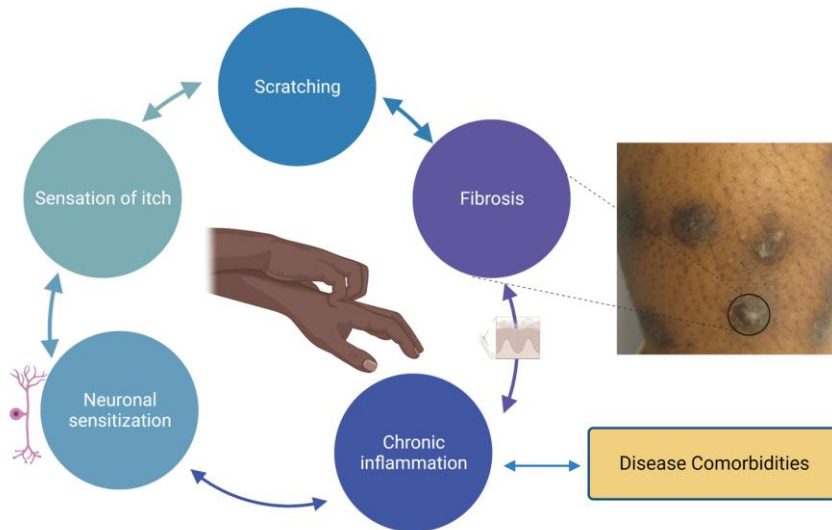 Scratching
Sensation of itch
Fibrosis
Neuronal
sensitization
Chronic
inflammation
Disease Comorbidities